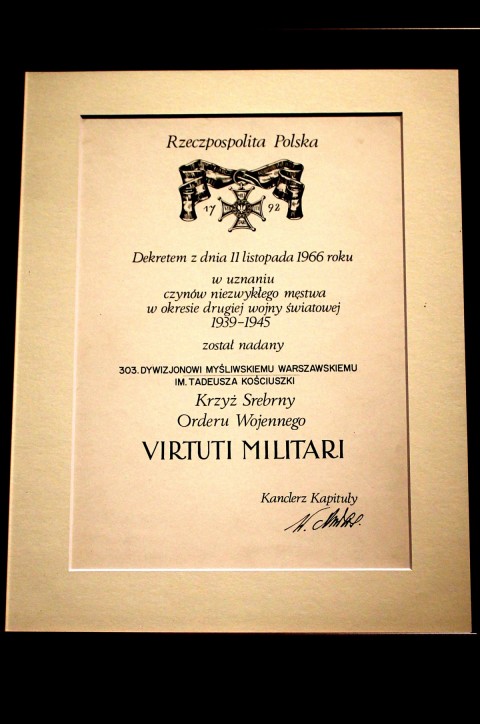 Rzeczpospolita Polska
17 92
Dekretem z dnia 11 listopada 1966 roku
w uznaniu
czynów niezwykłego męstwa
w okresie drugiej wojny światowej
1939-1945
został nadany
303. DYWIZJONOWI MYŚLIWSKIEMU WARSZAWSKIEMU
IM. TADEUSZA KOŚCIUSZKI
Krzyż Srebrny
Orderu Wojennego
VIRTUTI MILITARI
Kanclerz Kapituły